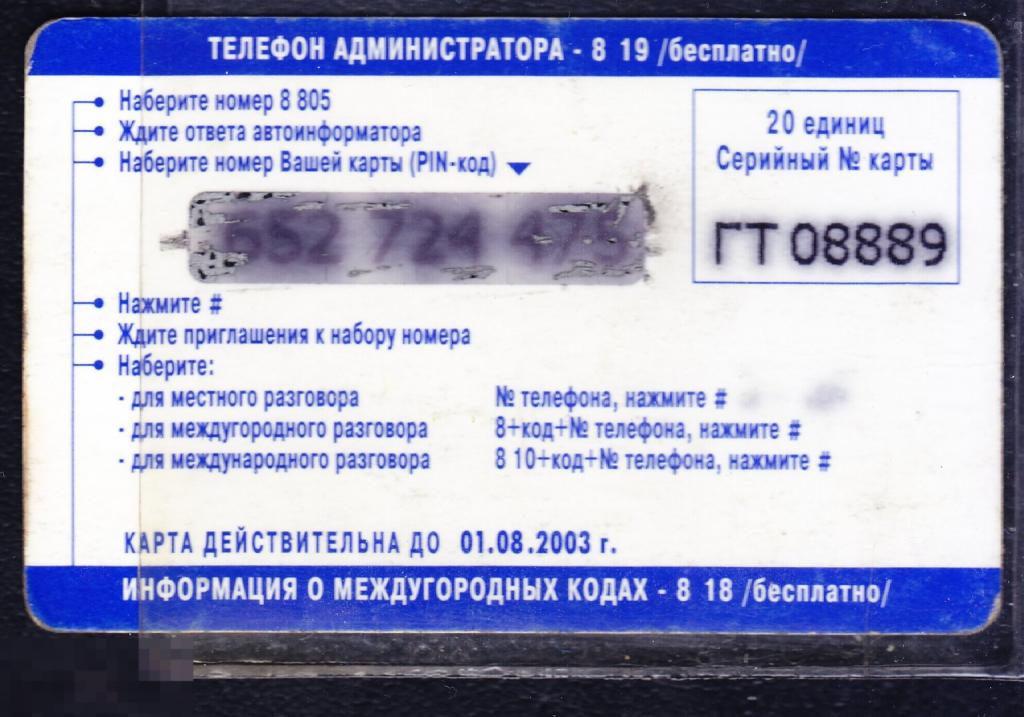 ТЕЛЕФОН АДМИНИСТРАТОРА - 8 19 /бесплатно/
Наберите номер 8 805
Ждите ответа автоинформатора
Наберите номер Вашей карты (PIN-код)
20 единиц
Серийный № карты
ГТ 08889
724
Нажмите #
Ждите приглашения к набору номера
Наберите:
- для местного разговора № телефона, нажмите #
- для междугородного разговора 8+код+№ телефона, нажмите #
- для международного разговора 8 10+код+№ телефона, нажмите #
КАРТА ДЕЙСТВИТЕЛЬНА ДО 01.08.2003 г.
ИНФОРМАЦИЯ О МЕЖДУГОРОДНЫХ КОДАХ - 8 18 /бесплатно/